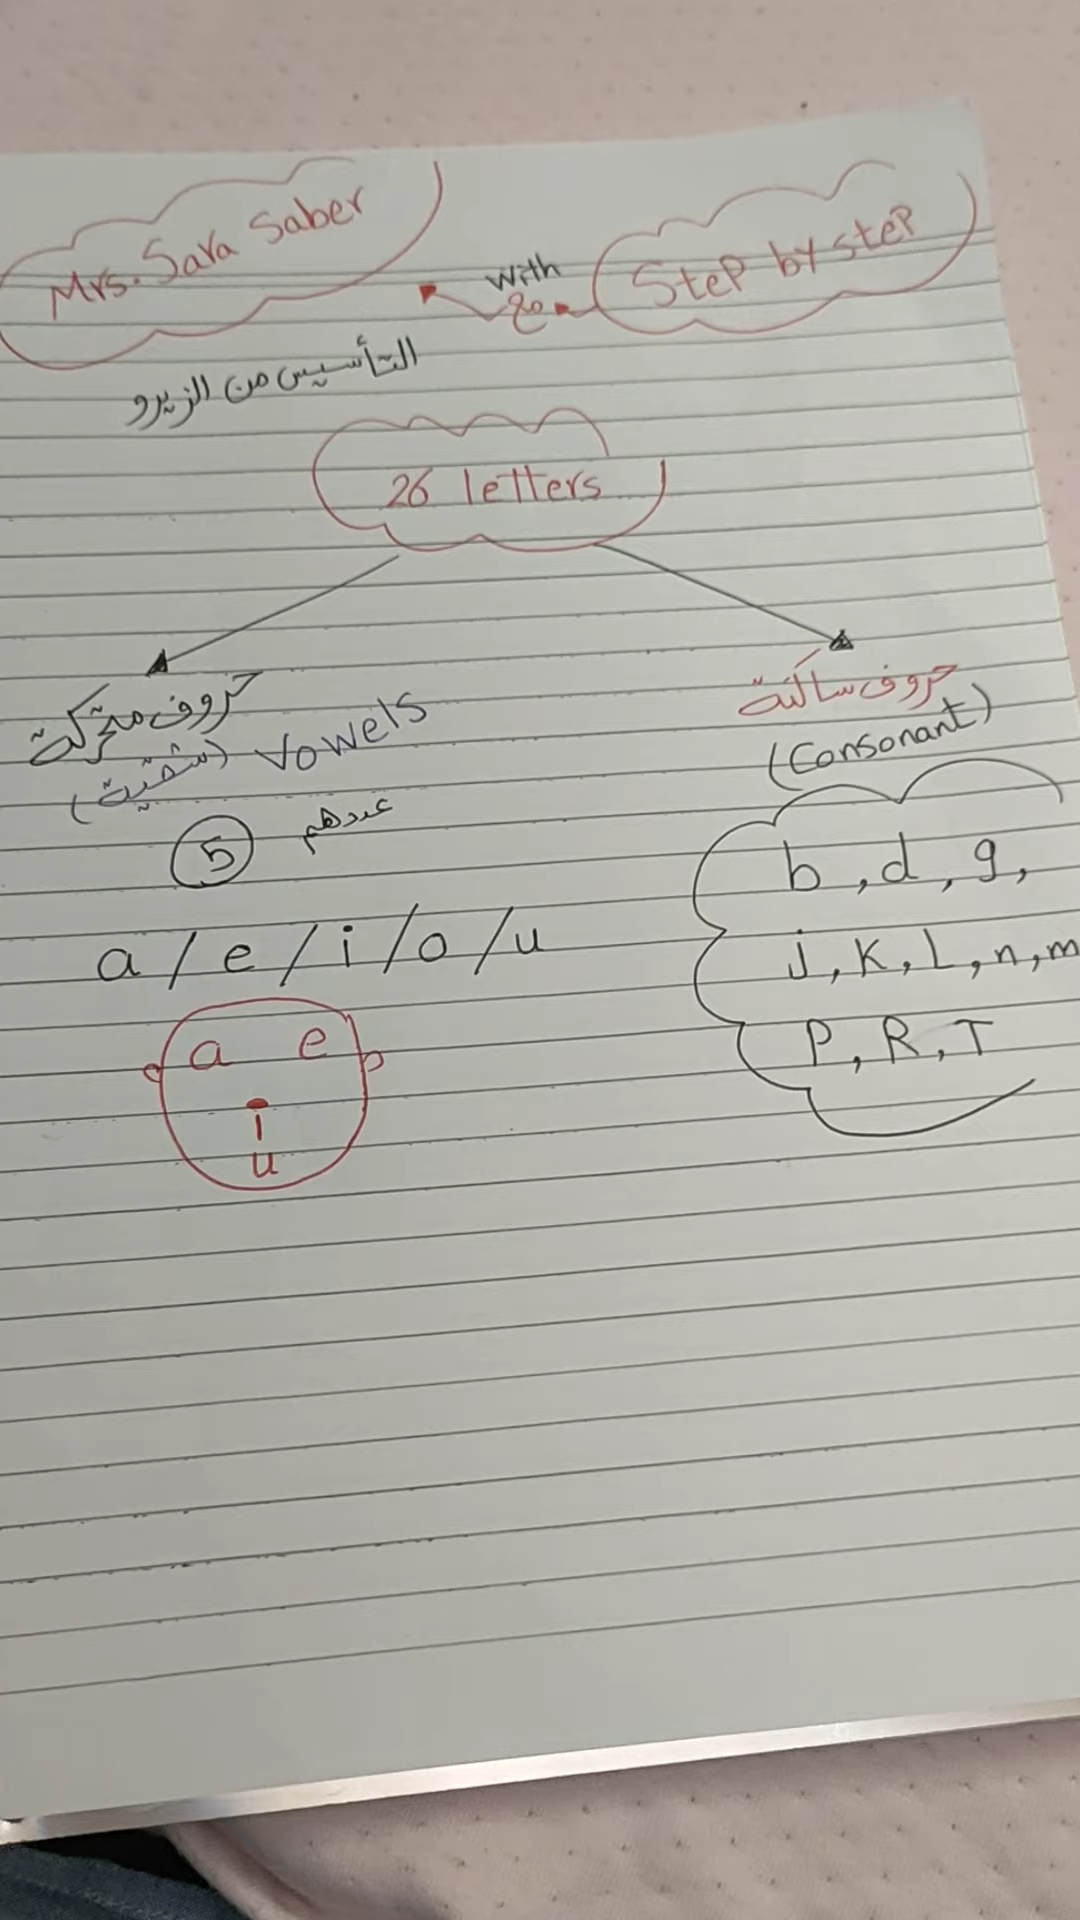 Mrs. Sara Saber
With
مع
Step by step
التأسيس من الزيرو
26 letters
حروف متحركة
(شفتية) Vowels
5 عددهم
a / e / i / o / u
a e
i
u
حروف ساكنة
(Consonant)
b, d, g,
j, K, L, n, m
P, R, T